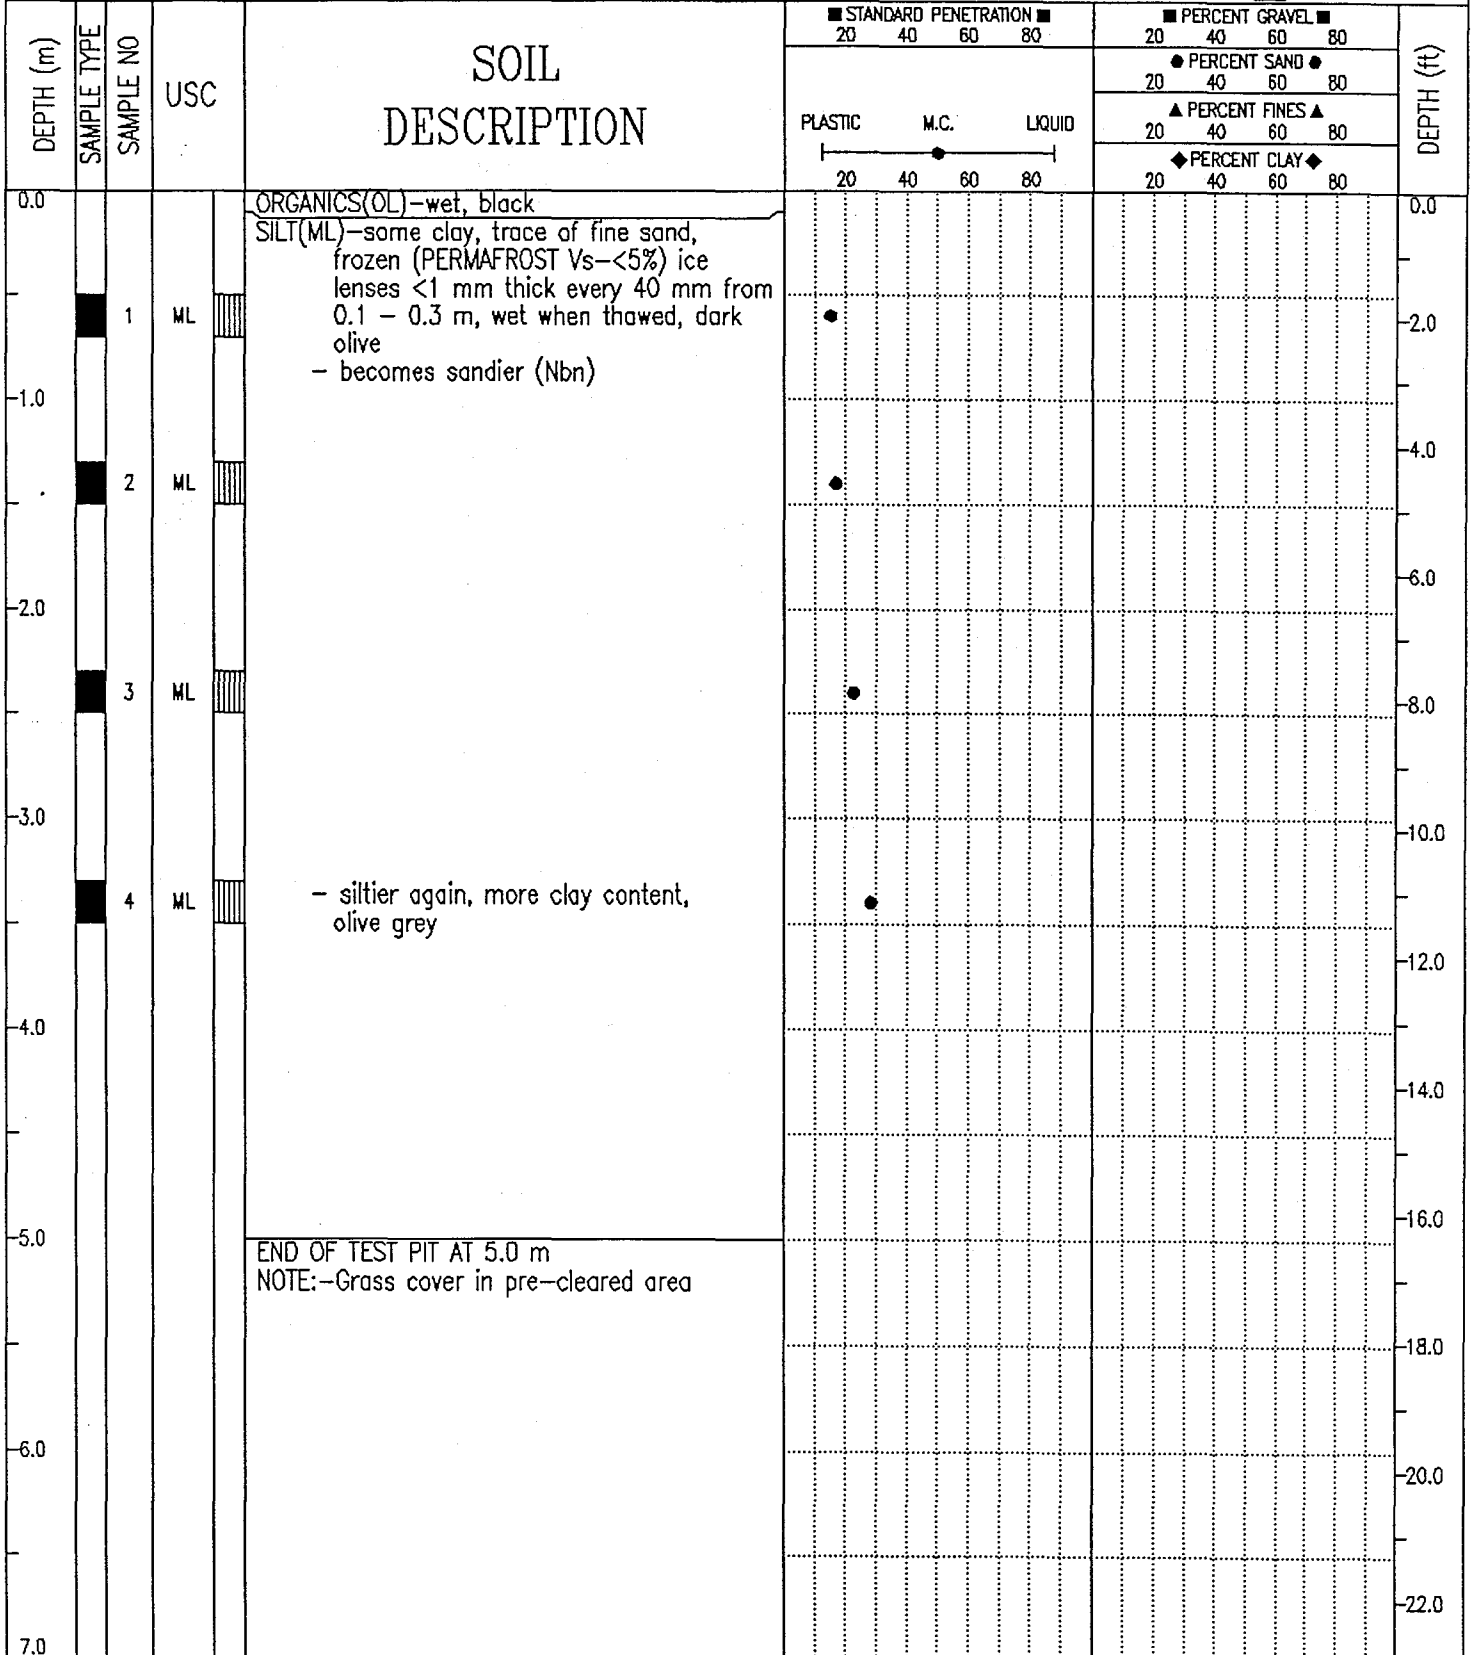 DEPTH (m)
SAMPLE TYPE
SAMPLE NO
USC
SOIL
DESCRIPTION
■ STANDARD PENETRATION ■
20 40 60 80
PLASTIC M.C. LIQUID
20 40 60 80
■ PERCENT GRAVEL ■
20 40 60 80
● PERCENT SAND ●
20 40 60 80
▲ PERCENT FINES ▲
20 40 60 80
◆ PERCENT CLAY ◆
20 40 60 80
DEPTH (ft)
0.0
ORGANICS(OL)-wet, black
0.0
SILT(ML)-some clay, trace of fine sand,
frozen (PERMAFROST Vs-<5%) ice
lenses <1 mm thick every 40 mm from
1 ML
0.1 - 0.3 m, wet when thawed, dark
2.0
olive
- becomes sandier (Nbn)
1.0
4.0
2 ML
6.0
2.0
3 ML
8.0
3.0
10.0
4 ML
- siltier again, more clay content,
olive grey
12.0
4.0
14.0
16.0
5.0
END OF TEST PIT AT 5.0 m
NOTE:-Grass cover in pre-cleared area
18.0
6.0
20.0
22.0
7.0